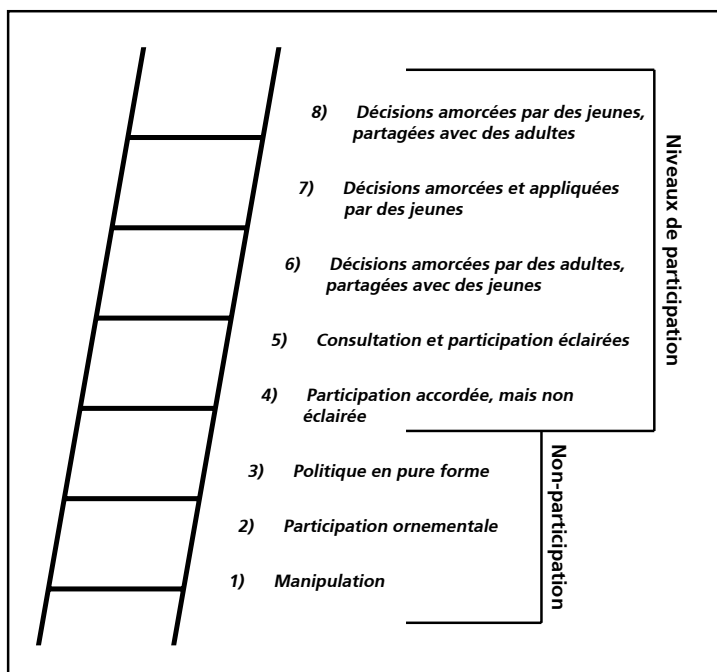 8) Décisions amorcées par des jeunes,
partagées avec des adultes
7) Décisions amorcées et appliquées
par des jeunes
6) Décisions amorcées par des adultes,
partagées avec des jeunes
5) Consultation et participation éclairées
4) Participation accordée, mais non
éclairée
3) Politique en pure forme
2) Participation ornementale
1) Manipulation
Niveaux de participation
Non-participation